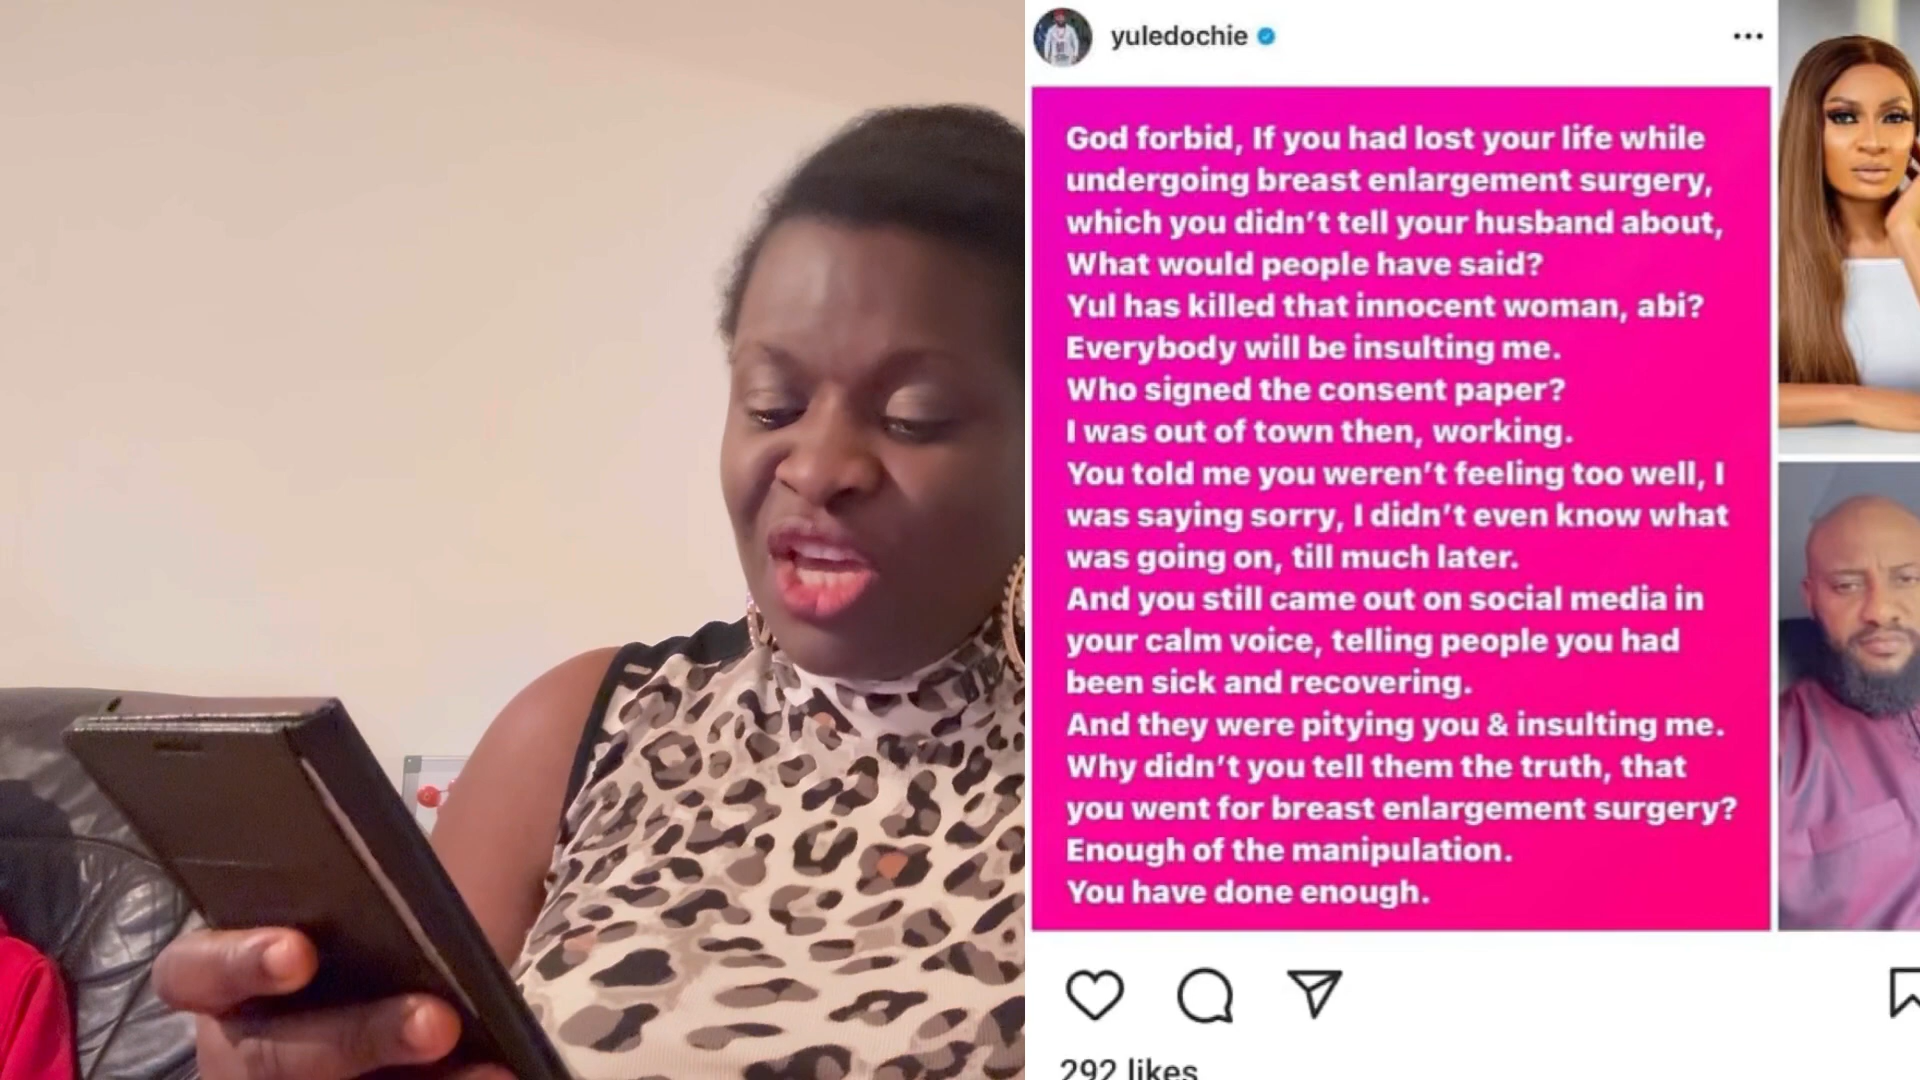 yuledochie
God forbid, If you had lost your life while
undergoing breast enlargement surgery,
which you didn't tell your husband about,
What would people have said?
Yul has killed that innocent woman, abi?
Everybody will be insulting me.
Who signed the consent paper?
I was out of town then, working.
You told me you weren't feeling too well, I
was saying sorry, I didn't even know what
was going on, till much later.
And you still came out on social media in
your calm voice, telling people you had
been sick and recovering.
And they were pitying you & insulting me.
Why didn't you tell them the truth, that
you went for breast enlargement surgery?
Enough of the manipulation.
You have done enough.
292 likes